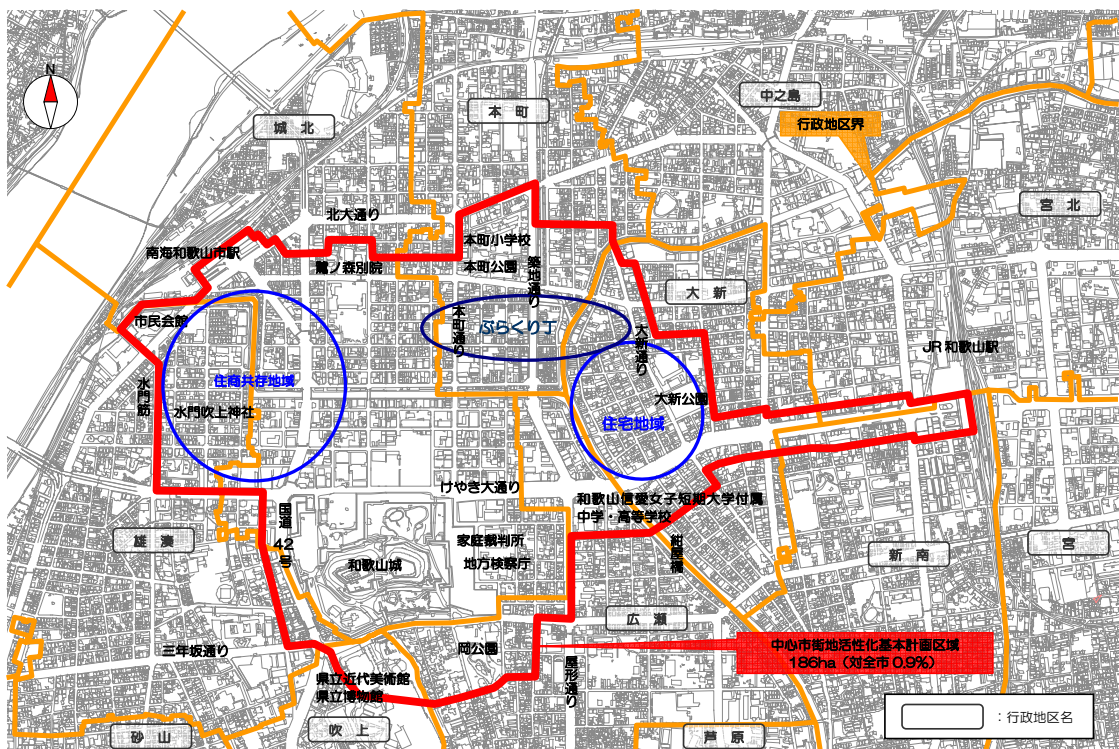 N
中之島
本町
城北
行政地区界
宮北
北大通り
本町小学校
南海和歌山市駅
鷺ノ森別院
本町公園
築地通り
大新
市民会館
本町通り
ぶらくり丁
大新通り
JR和歌山駅
住商共存地域
水門筋
水門吹上神社
大新公園
住宅地域
けやき大通り
和歌山信愛女子短期大学付属
中学・高等学校
国道42号
雄湊
家庭裁判所
地方検察庁
和歌山城
紺屋橋
新南
宮
広瀬
三年坂通り
岡公園
中心市街地活性化基本計画区域
186ha(対全市0.9%)
屋形通り
県立近代美術館
県立博物館
吹上
砂山
芦原
:行政地区名